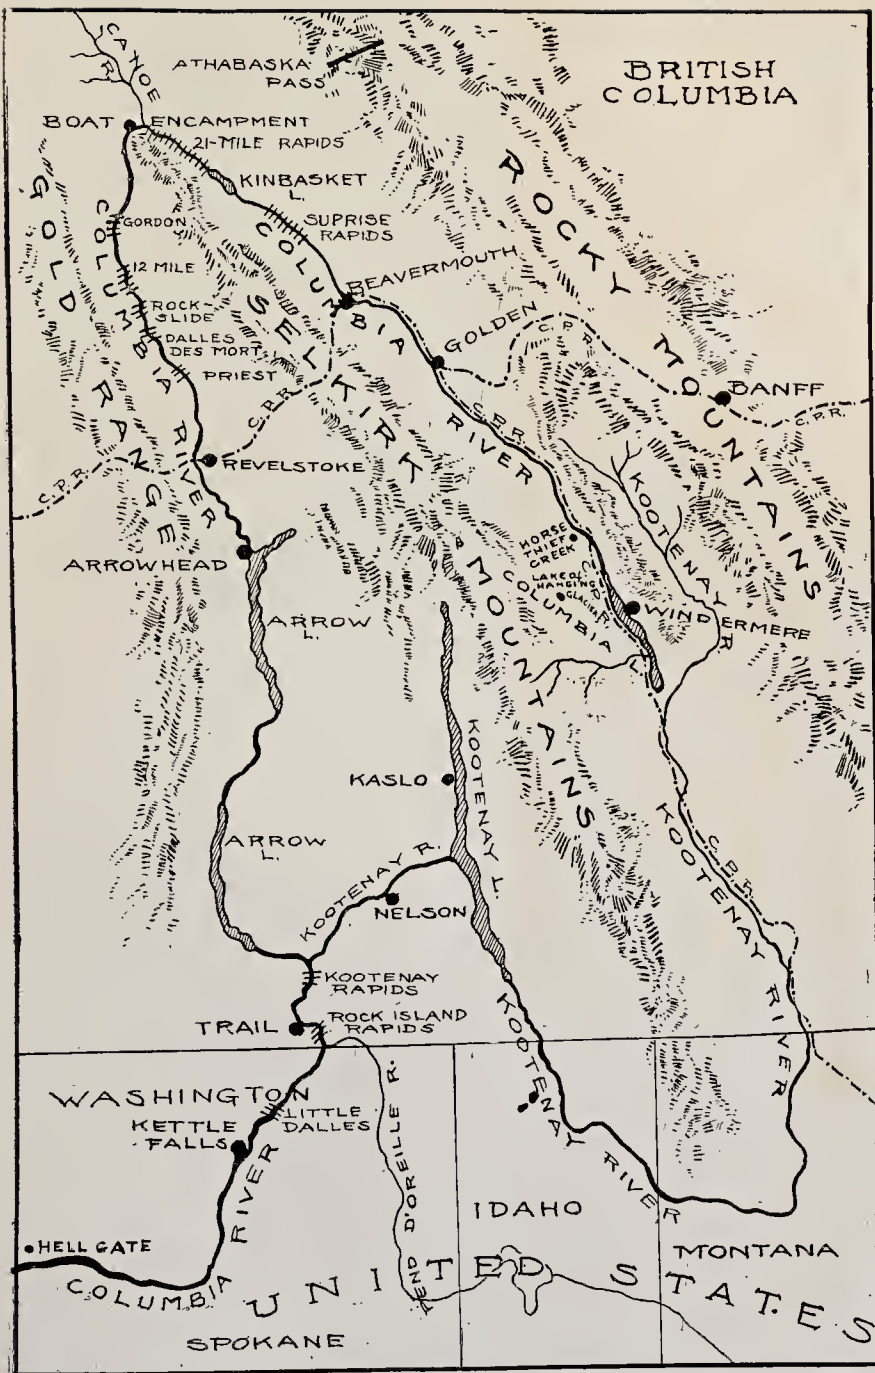 CANOE R.
ATHABASKA
PASS
BRITISH
COLUMBIA
BOAT ENCAMPMENT
21-MILE RAPIDS
KINBASKET
L.
SUPRISE
RAPIDS
ROCKY MOUNTAINS
GOLD RANGE
COLUMBIA RIVER
GORDON
12 MILE
ROCK-
SLIDE
DALLES
DES MORT
PRIEST
COLUMBIA RIVER
SELKIRK MOUNTAINS
BEAVERMOUTH
GOLDEN
C.P.R.
BANFF
C.P.R.
C.P.R.
C.P.R.
C.P.R.
REVELSTOKE
KOOTENAY R.
HORSE
THIEF
CREEK
LAKE OF
HANGING
GLACIER
C.P.R.
ARROWHEAD
COLUMBIA L.
WINDERMERE
ARROW
L.
KASLO
KOOTENAY L.
ARROW
L.
KOOTENAY R.
NELSON
C.P.R.
KOOTENAY RIVER
KOOTENAY
RAPIDS
TRAIL
ROCK ISLAND
RAPIDS
KOOTENAY RIVER
WASHINGTON
LITTLE
DALLES
KETTLE
FALLS
PEND D'OREILLE R.
IDAHO
MONTANA
HELL GATE
COLUMBIA RIVER
UNITED STATES
SPOKANE